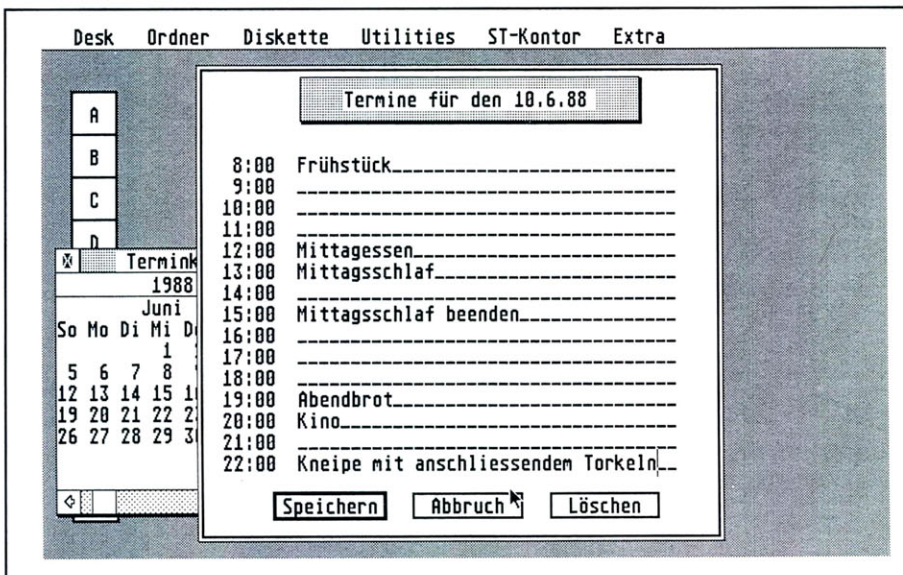 Desk Ordner Diskette Utilities ST-Kontor Extra
A
B
C
D
Termink
1988
Juni
So Mo Di Mi D
1
5 6 7 8
12 13 14 15 1
19 20 21 22 2
26 27 28 29 3
Termine für den 10.6.88
8:00 Frühstück
9:00
10:00
11:00
12:00 Mittagessen
13:00 Mittagsschlaf
14:00
15:00 Mittagsschlaf beenden
16:00
17:00
18:00
19:00 Abendbrot
20:00 Kino
21:00
22:00 Kneipe mit anschliessendem Torkeln
Speichern Abbruch Löschen